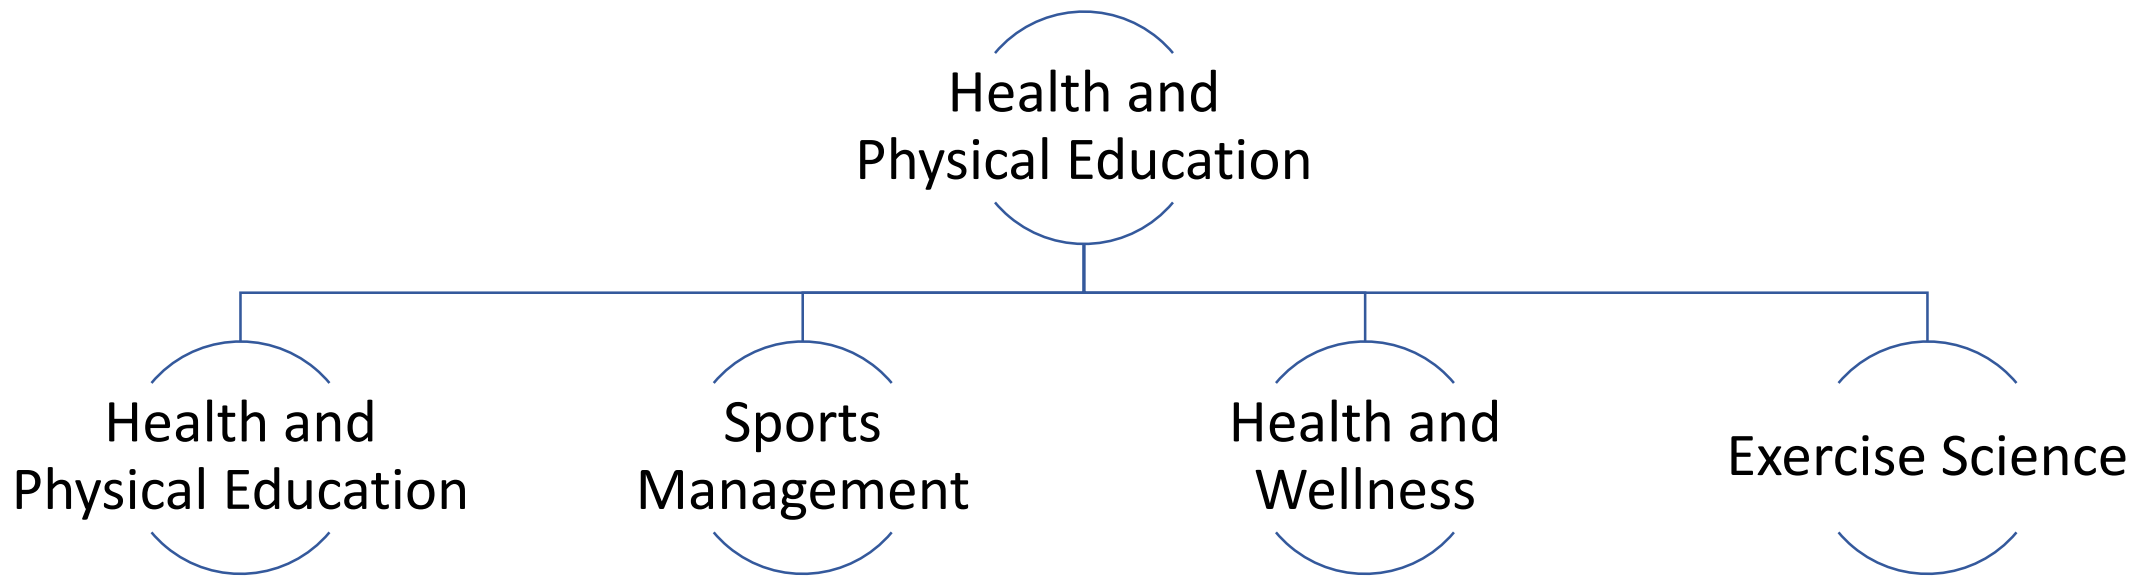 Health and
Physical Education
Health and
Physical Education
Sports
Management
Health and
Wellness
Exercise Science